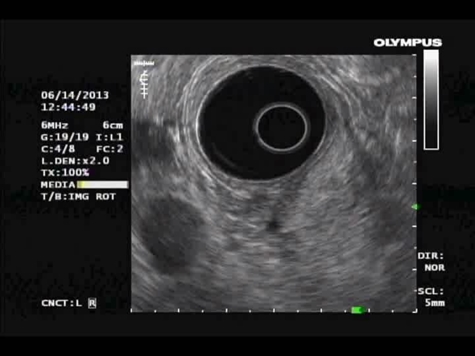 OLYMPUS
06/14/2013
12:44:49
6MHz 6cm
G:19/19 I:L1
C:4/8 FC:2
L.DEN:x2.0
TX:100%
MEDIA
T/B:IMG ROT
DIR:
NOR
SCL:
5mm
CNCT:L R